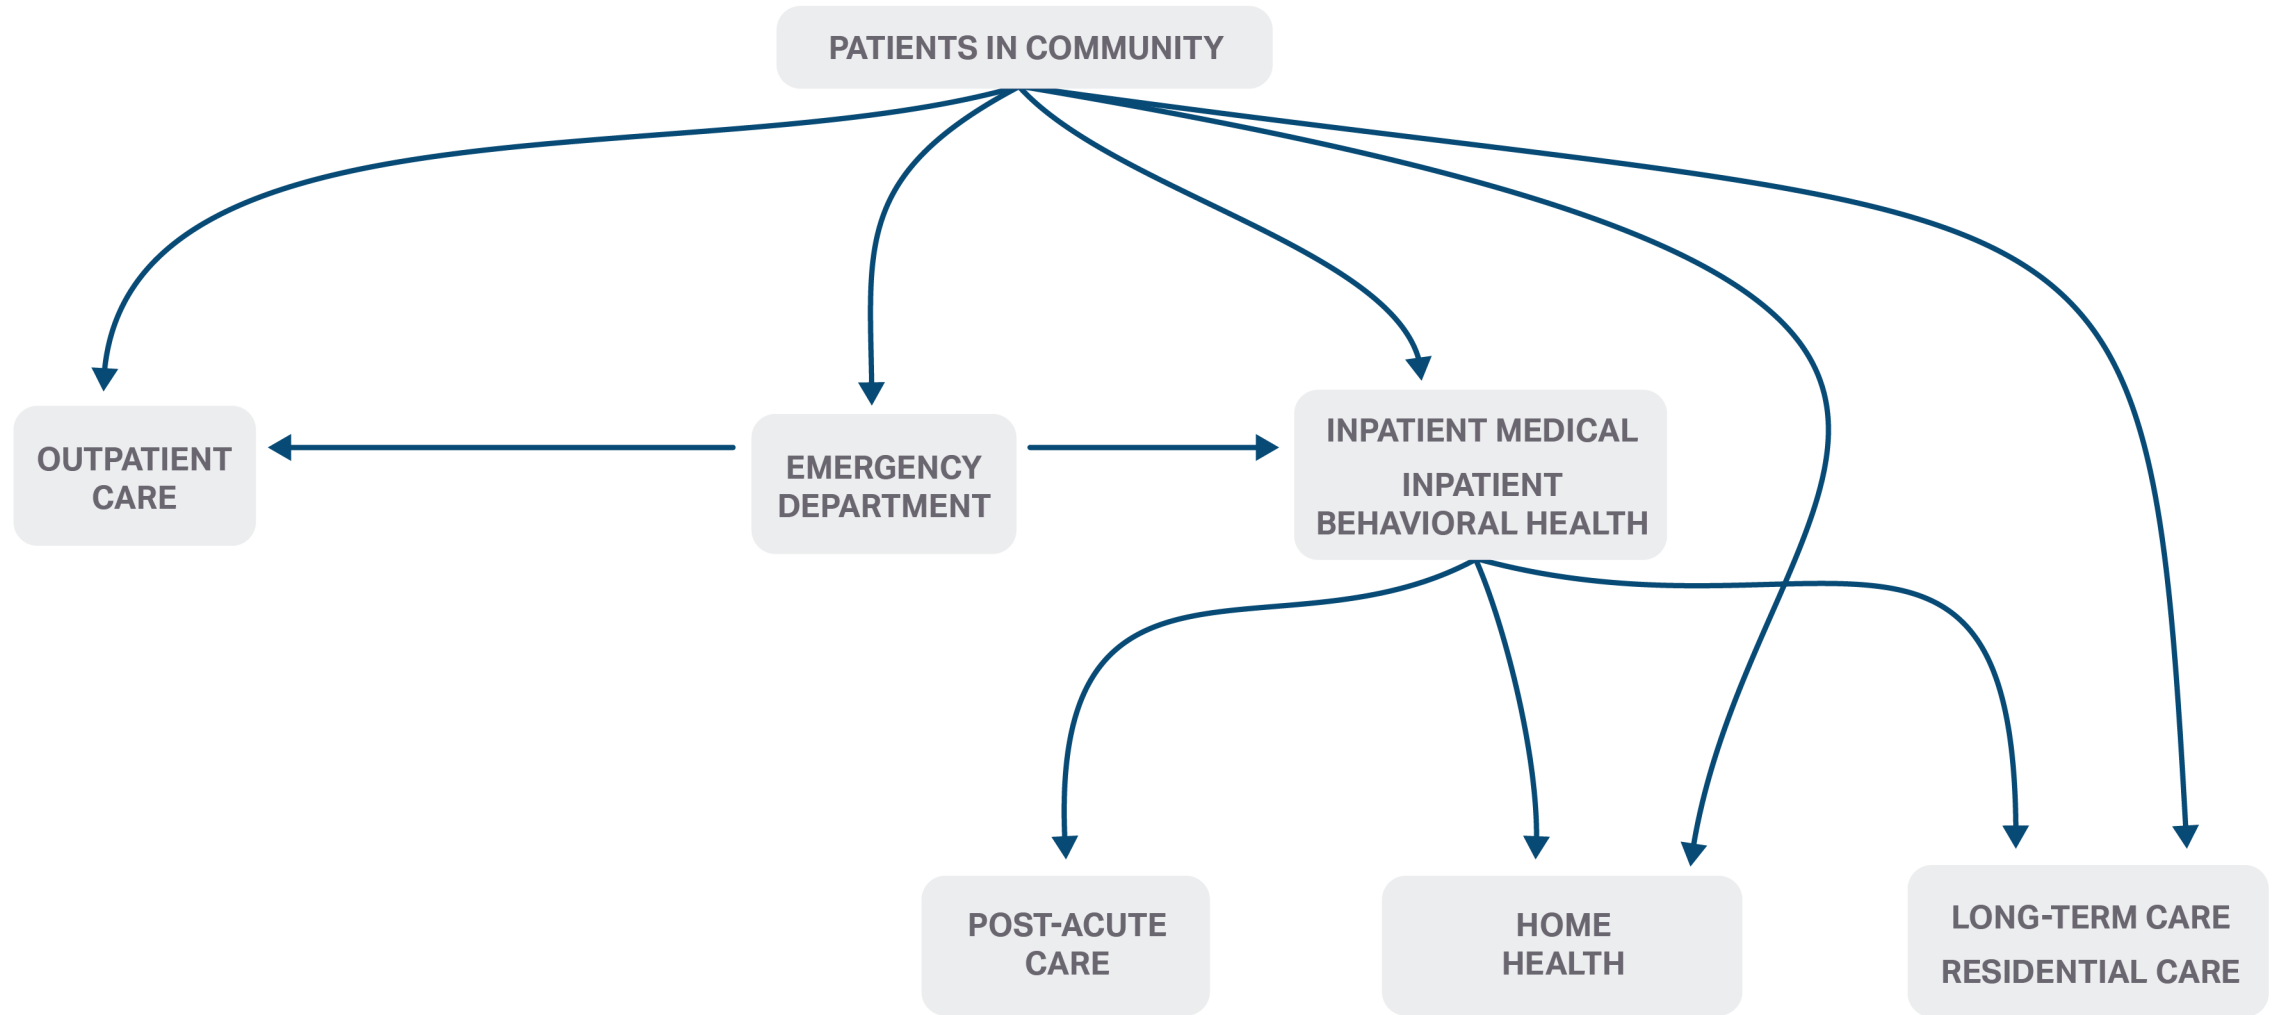 PATIENTS IN COMMUNITY
OUTPATIENT
CARE
EMERGENCY
DEPARTMENT
INPATIENT MEDICAL
INPATIENT
BEHAVIORAL HEALTH
POST-ACUTE
CARE
HOME
HEALTH
LONG-TERM CARE
RESIDENTIAL CARE